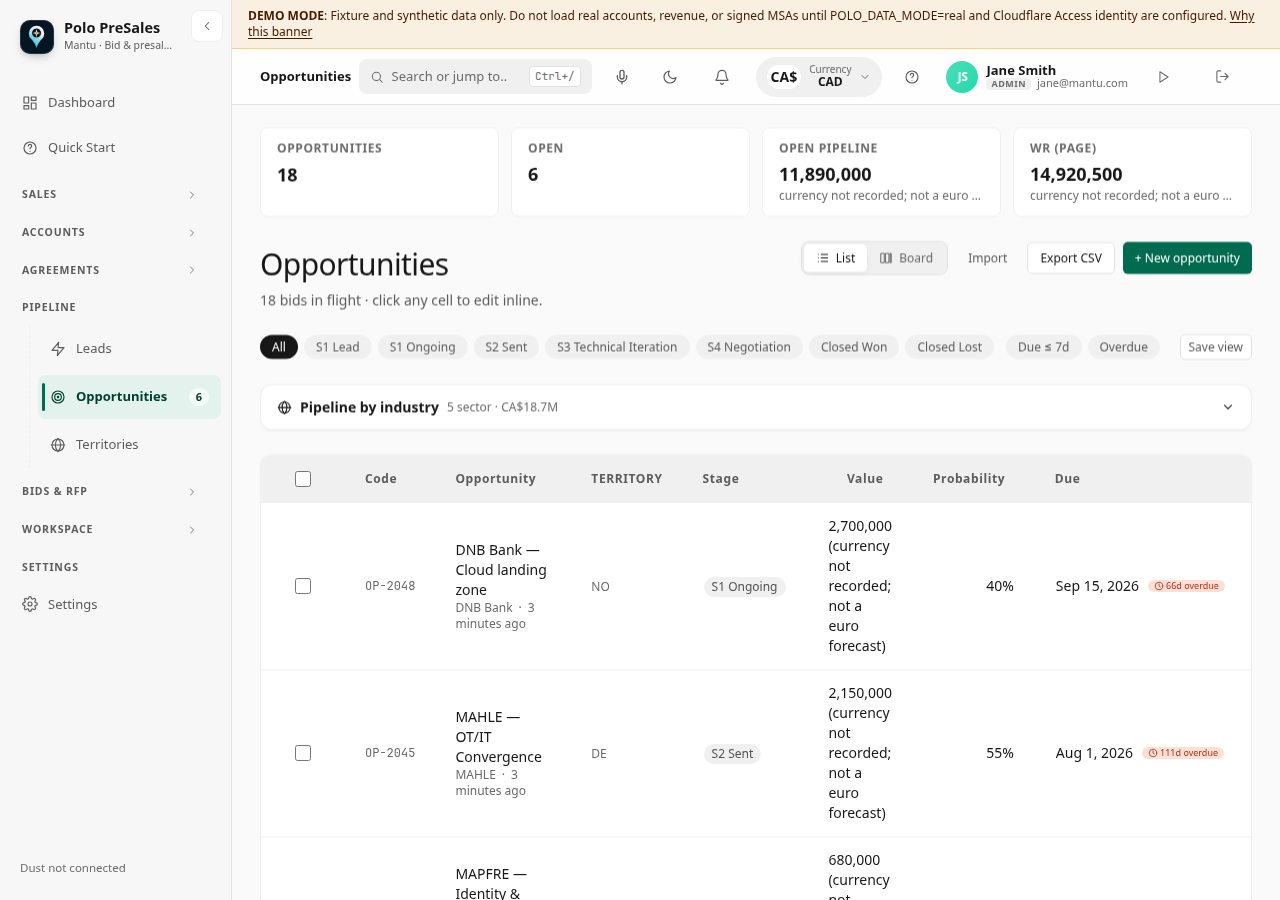 Polo PreSales
Mantu · Bid & presal...
Dashboard
Quick Start
SALES
ACCOUNTS
AGREEMENTS
PIPELINE
Leads
Opportunities 6
Territories
BIDS & RFP
WORKSPACE
SETTINGS
Settings
Dust not connected
DEMO MODE: Fixture and synthetic data only. Do not load real accounts, revenue, or signed MSAs until POLO_DATA_MODE=real and Cloudflare Access identity are configured. Why
this banner
Opportunities
Search or jump to..
Ctrl+/
CA$
Currency
CAD
JS
Jane Smith
ADMIN jane@mantu.com
OPPORTUNITIES
18
OPEN
6
OPEN PIPELINE
11,890,000
currency not recorded; not a euro ...
WR (PAGE)
14,920,500
currency not recorded; not a euro ...
Opportunities
18 bids in flight · click any cell to edit inline.
List
Board
Import
Export CSV
+ New opportunity
All
S1 Lead
S1 Ongoing
S2 Sent
S3 Technical Iteration
S4 Negotiation
Closed Won
Closed Lost
Due ≤ 7d
Overdue
Save view
Pipeline by industry 5 sector · CA$18.7M
Code Opportunity TERRITORY Stage Value Probability Due
OP-2048
DNB Bank —
Cloud landing
zone
DNB Bank · 3
minutes ago
NO
S1 Ongoing
2,700,000
(currency
not
recorded;
not a
euro
forecast)
40%
Sep 15, 2026
66d overdue
OP-2045
MAHLE —
OT/IT
Convergence
MAHLE · 3
minutes ago
DE
S2 Sent
2,150,000
(currency
not
recorded;
not a
euro
forecast)
55%
Aug 1, 2026
111d overdue
MAPFRE —
Identity &
680,000
(currency
not